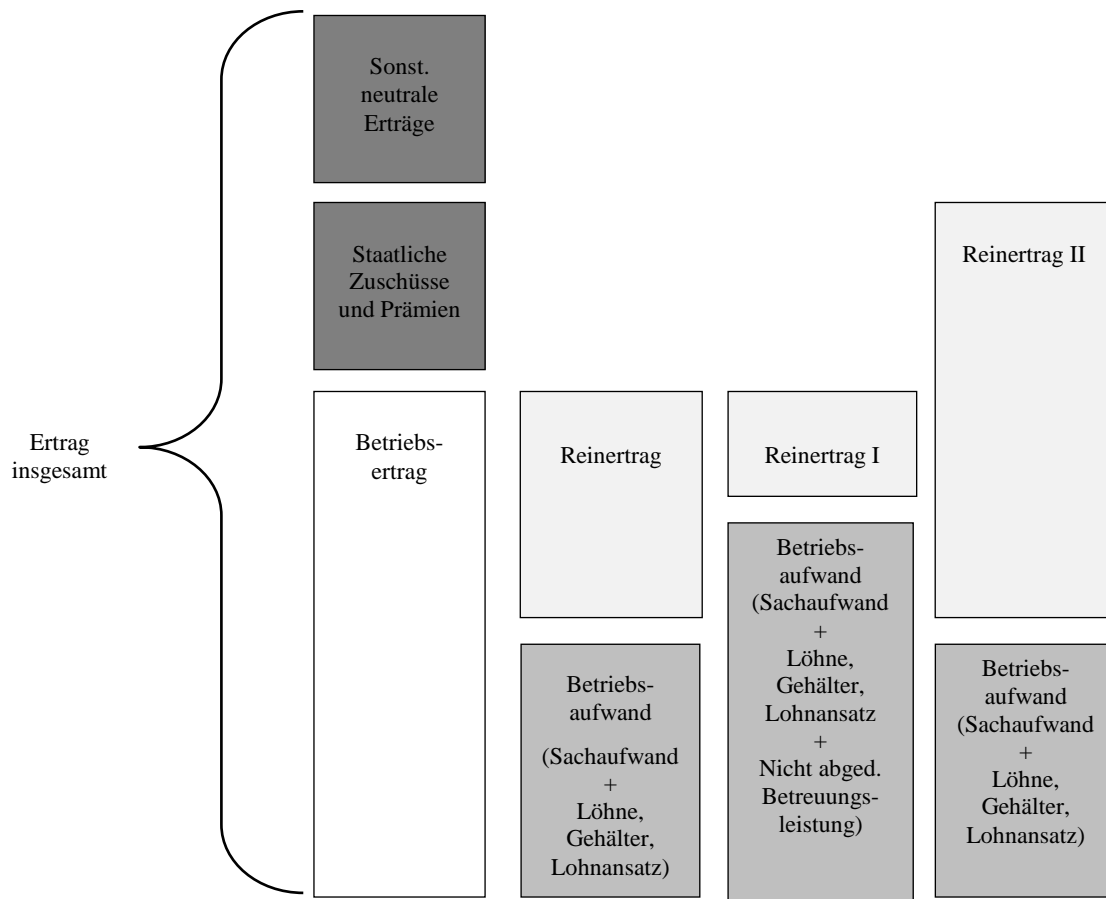 Ertrag
insgesamt
Sonst.
neutrale
Erträge
Staatliche
Zuschüsse
und Prämien
Betriebs-
ertrag
Reinertrag
Betriebs-
aufwand
(Sachaufwand
+
Löhne,
Gehälter,
Lohnansatz)
Reinertrag I
Betriebs-
aufwand
(Sachaufwand
+
Löhne,
Gehälter,
Lohnansatz
+
Nicht abged.
Betreuungs-
leistung)
Reinertrag II
Betriebs-
aufwand
(Sachaufwand
+
Löhne,
Gehälter,
Lohnansatz)